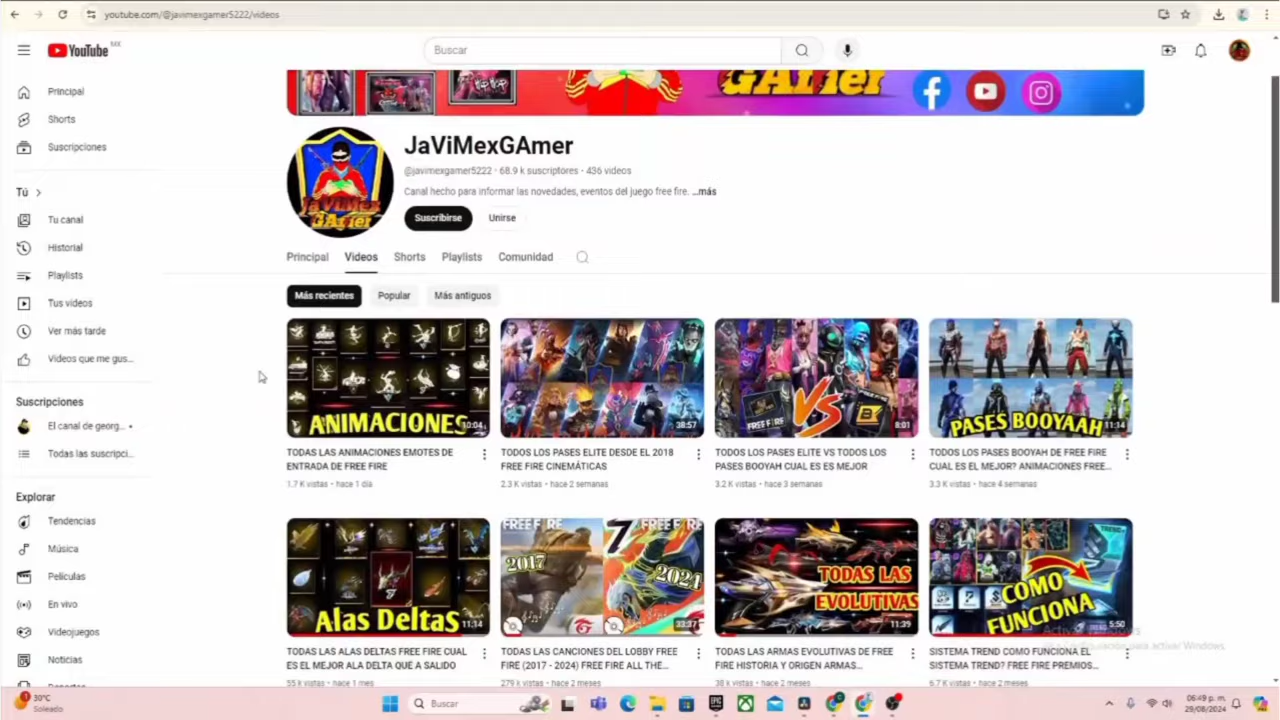 youtube.com/@javimexgamer5222/videos
YouTube MX
Buscar
Principal
Shorts
Suscripciones
Tú
Tu canal
Historial
Playlists
Tus videos
Ver más tarde
Videos que me gus...
Suscripciones
El canal de georg...
Todas las suscripci...
Explorar
Tendencias
Música
Películas
En vivo
Videojuegos
Noticias
GAmer
JaViMex
GAmer
JaViMexGAmer
@javimexgamer5222 · 68.9 k suscriptores · 436 videos
Canal hecho para informar las novedades, eventos del juego free fire. ...más
Suscribirse
Unirse
Principal
Videos
Shorts
Playlists
Comunidad
Más recientes
Popular
Más antiguos
ANIMACIONES
10:04
38:57
FREE FIRE
VS
8:01
PASES BOOYAAH
11:14
TODAS LAS ANIMACIONES EMOTES DE
ENTRADA DE FREE FIRE
1.7 K vistas · hace 1 día
TODOS LOS PASES ELITE DESDE EL 2018
FREE FIRE CINEMÁTICAS
2.3 K vistas · hace 2 semanas
TODOS LOS PASES ELITE VS TODOS LOS
PASES BOOYAH CUAL ES ES MEJOR
3.2 K vistas · hace 3 semanas
TODOS LOS PASES BOOYAH DE FREE FIRE
CUAL ES EL MEJOR? ANIMACIONES FREE...
3.3 K vistas · hace 4 semanas
Alas Deltas
11:14
FREE FIRE
FREE FIRE
2017
7
2024
33:37
TODAS LAS
EVOLUTIVAS
11:39
COMO
FUNCIONA
5:50
TODAS LAS ALAS DELTAS FREE FIRE CUAL
ES EL MEJOR ALA DELTA QUE A SALIDO
55 k vistas · hace 1 mes
TODAS LAS CANCIONES DEL LOBBY FREE
FIRE (2017 - 2024) FREE FIRE ALL THE...
279 k vistas · hace 2 meses
TODAS LAS ARMAS EVOLUTIVAS DE FREE
FIRE HISTORIA Y ORIGEN ARMAS...
38 k vistas · hace 2 meses
SISTEMA TREND COMO FUNCIONA EL
SISTEMA TREND? FREE FIRE PREMIOS...
6.7 K vistas · hace 2 meses
30°C
Soleado
Buscar
06:49 p. m.
29/08/2024